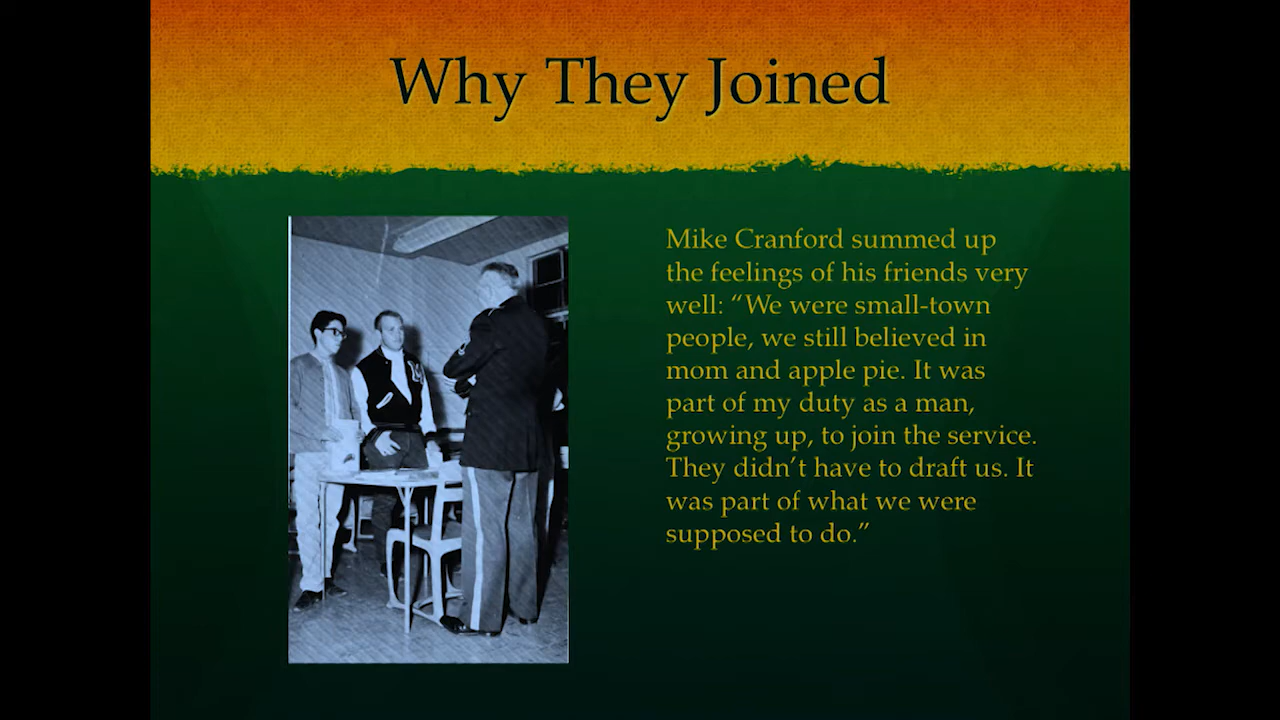 Why They Joined
Mike Cranford summed up
the feelings of his friends very
well: “We were small-town
people, we still believed in
mom and apple pie. It was
part of my duty as a man,
growing up, to join the service.
They didn’t have to draft us. It
was part of what we were
supposed to do.”